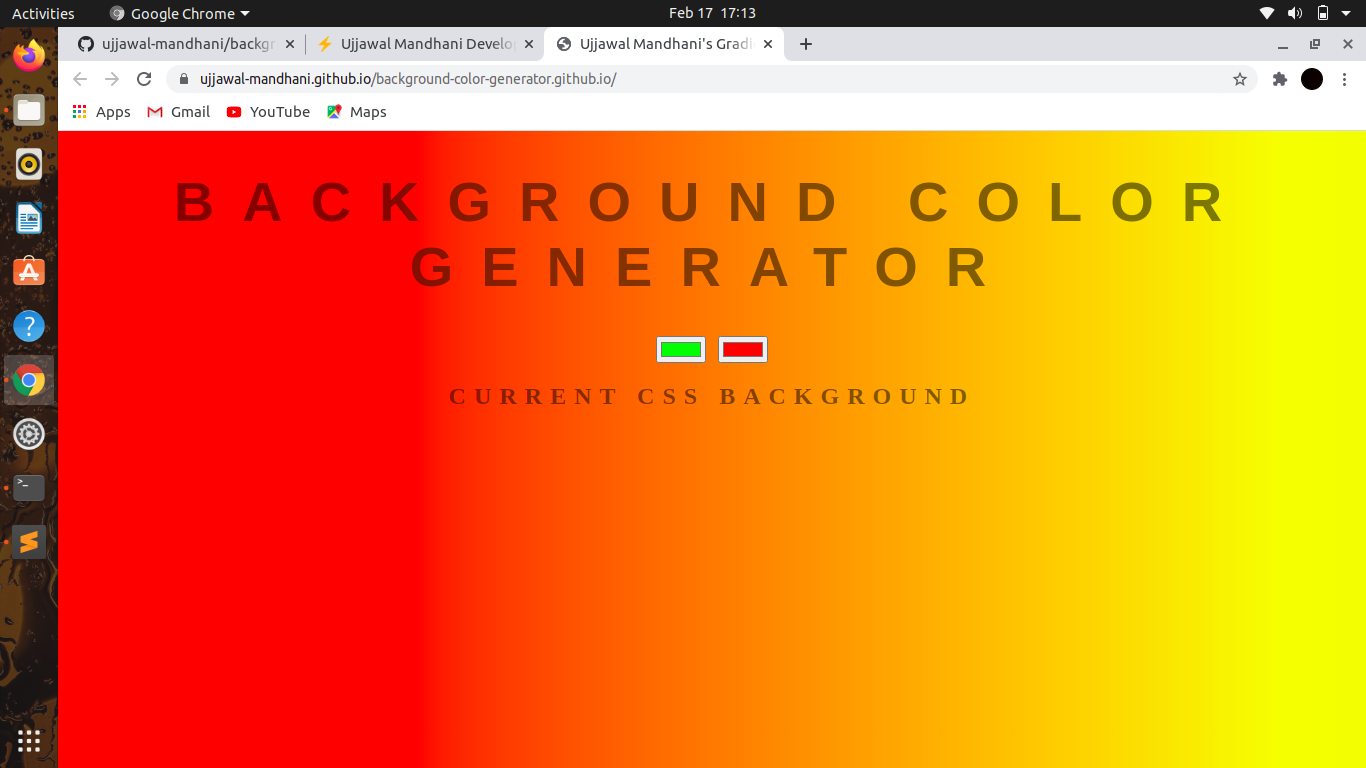 Activities Google Chrome Feb 17 17:13
ujjawal-mandhani/backgr Ujjawal Mandhani Develop Ujjawal Mandhani's Gradi
ujjawal-mandhani.github.io/background-color-generator.github.io/
Apps Gmail YouTube Maps
BACKGROUND COLOR
GENERATOR
CURRENT CSS BACKGROUND